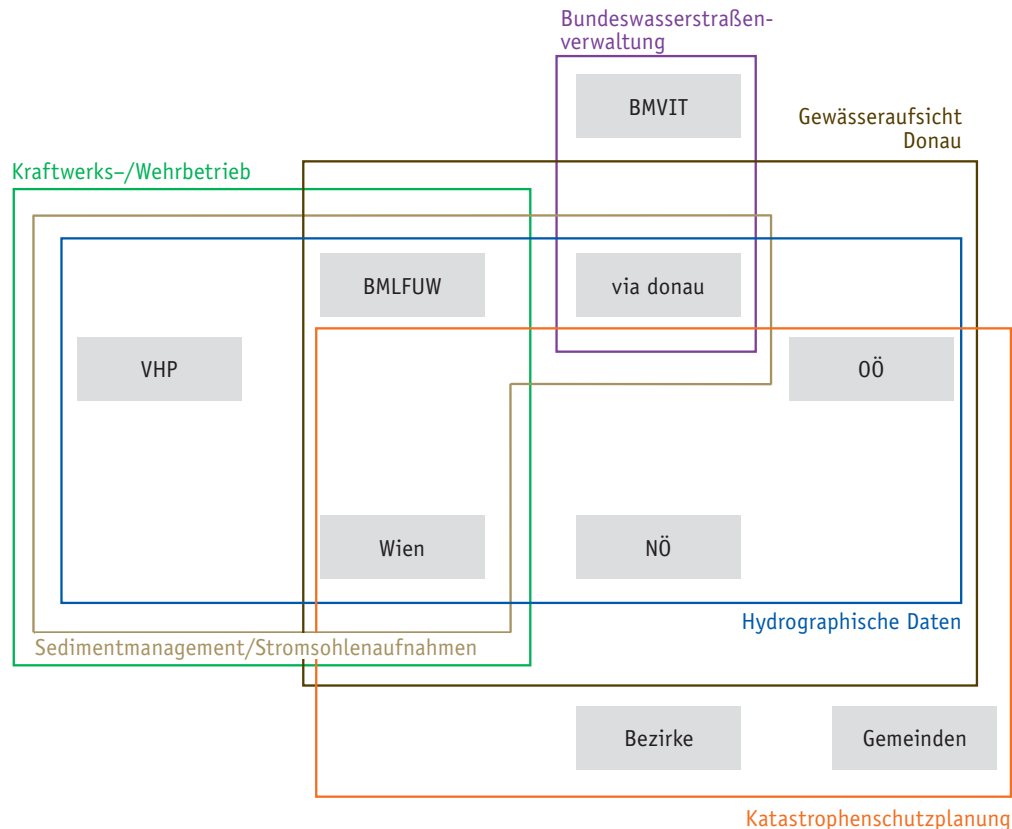 Bundeswasserstraßen-
verwaltung
BMVIT
Gewässeraufsicht
Donau
Kraftwerks–/Wehrbetrieb
BMLFUW
via donau
VHP
OÖ
Wien
NÖ
Hydrographische Daten
Sedimentmanagement/Stromsohlenaufnahmen
Bezirke
Gemeinden
Katastrophenschutzplanung